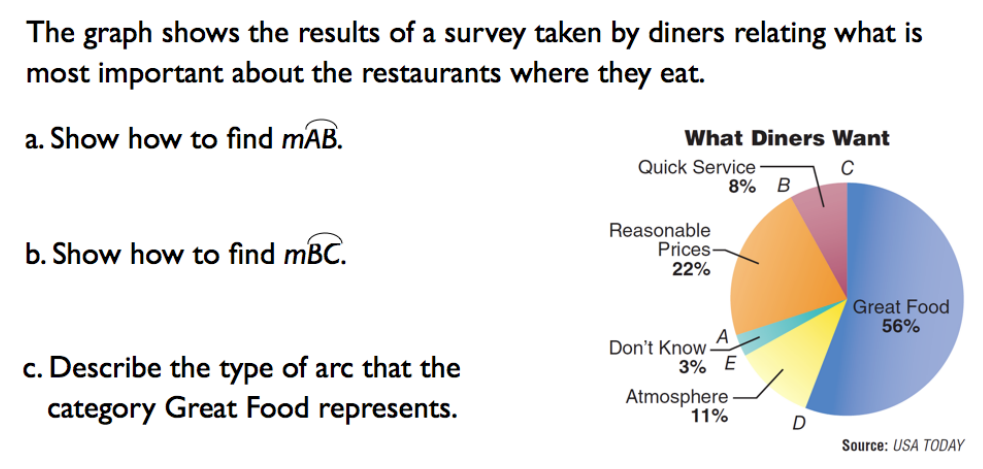 The graph shows the results of a survey taken by diners relating what is
most important about the restaurants where they eat.
a. Show how to find mAB.
b. Show how to find mBC.
c. Describe the type of arc that the
category Great Food represents.
What Diners Want
Quick Service
8%
B
C
Reasonable
Prices
22%
Great Food
56%
A
Don't Know
3%
E
Atmosphere
11%
D
Source: USA TODAY